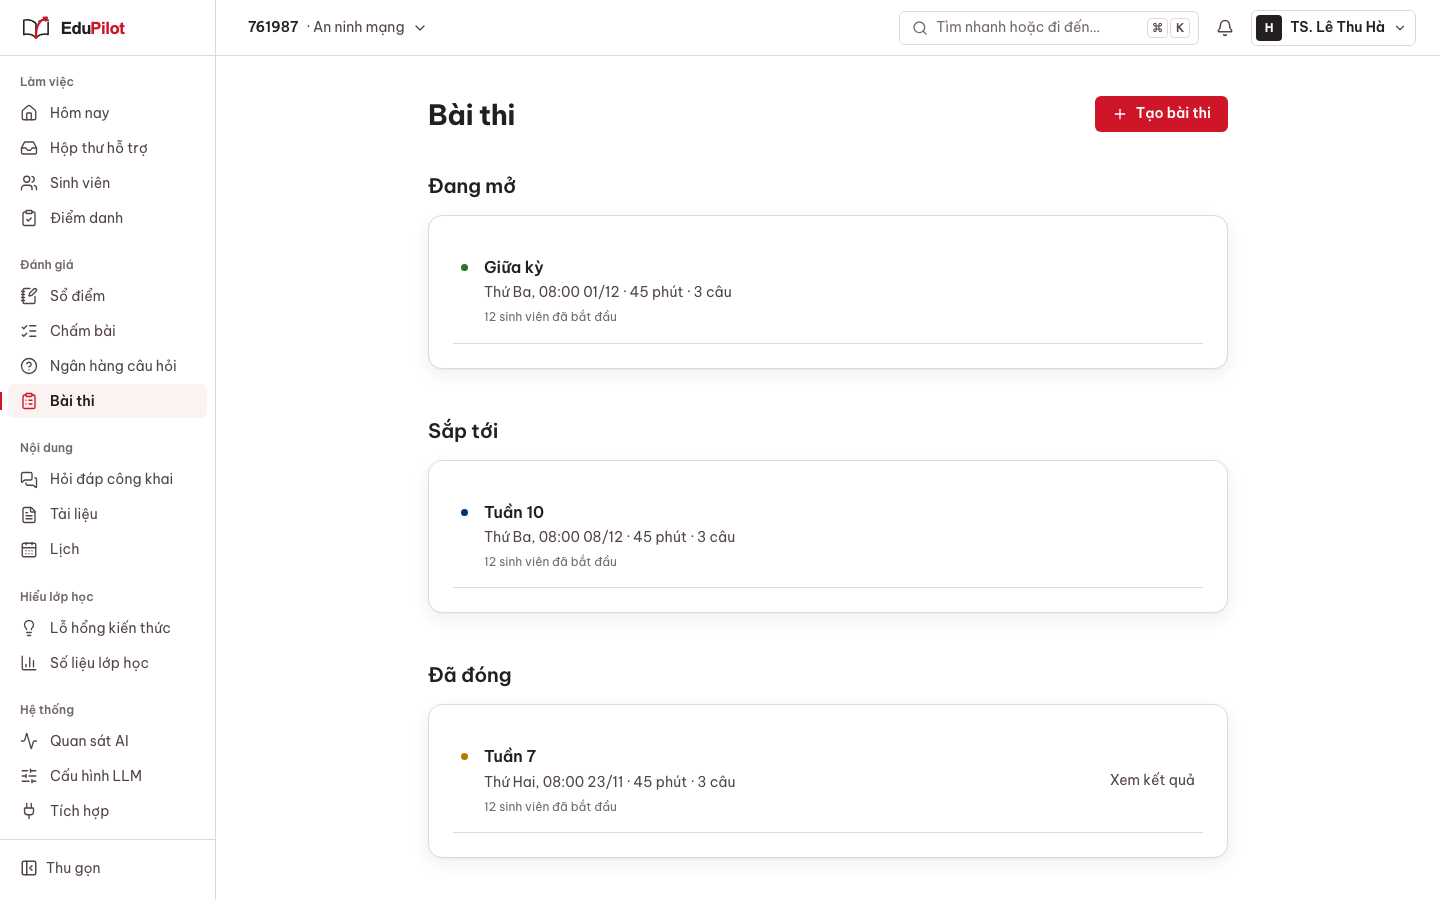 EduPilot
761987 · An ninh mạng
Tìm nhanh hoặc đi đến...
⌘ K
H TS. Lê Thu Hà
Làm việc
Hôm nay
Hộp thư hỗ trợ
Sinh viên
Điểm danh
Đánh giá
Sổ điểm
Chấm bài
Ngân hàng câu hỏi
Bài thi
Nội dung
Hỏi đáp công khai
Tài liệu
Lịch
Hiểu lớp học
Lỗ hổng kiến thức
Số liệu lớp học
Hệ thống
Quan sát AI
Cấu hình LLM
Tích hợp
Thu gọn
Bài thi
Tạo bài thi
Đang mở
Giữa kỳ
Thứ Ba, 08:00 01/12 · 45 phút · 3 câu
12 sinh viên đã bắt đầu
Sắp tới
Tuần 10
Thứ Ba, 08:00 08/12 · 45 phút · 3 câu
12 sinh viên đã bắt đầu
Đã đóng
Tuần 7
Thứ Hai, 08:00 23/11 · 45 phút · 3 câu
12 sinh viên đã bắt đầu
Xem kết quả